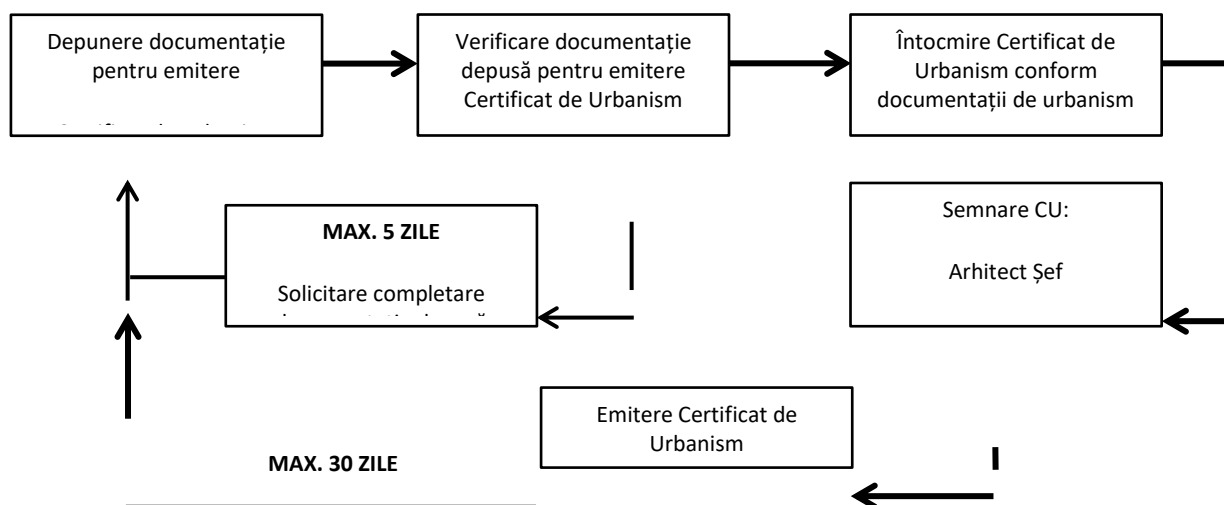 Depunere documentație
pentru emitere
Verificare documentație
depusă pentru emitere
Certificat de Urbanism
Întocmire Certificat de
Urbanism conform
documentații de urbanism
MAX. 5 ZILE
Solicitare completare
Semnare CU:
Arhitect Șef
Emitere Certificat de
Urbanism
MAX. 30 ZILE